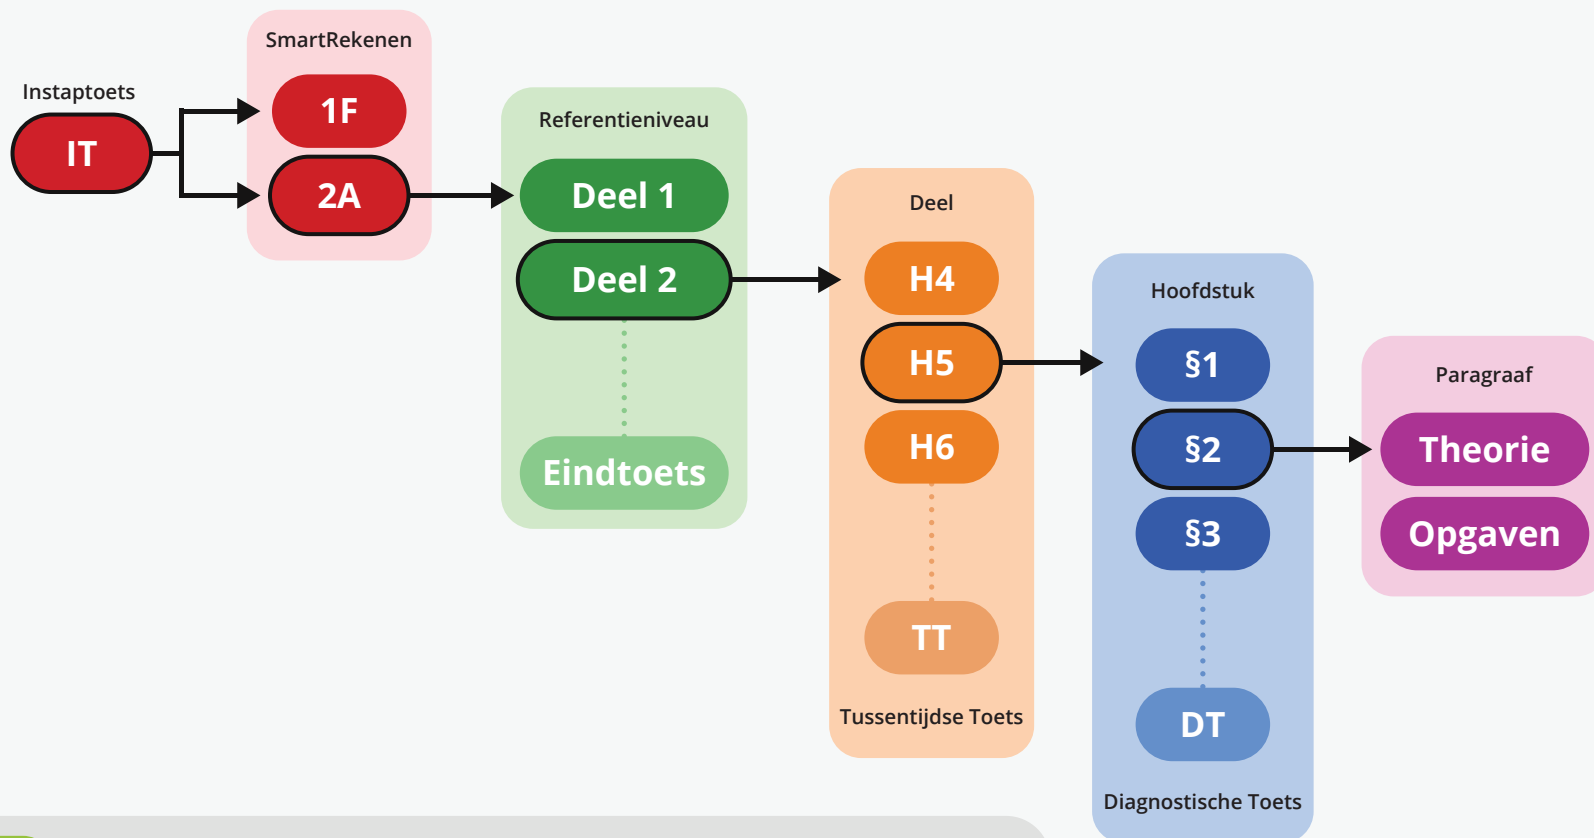 Instaptoets
IT
SmartRekenen
1F
2A
Referentieniveau
Deel 1
Deel 2
Eindtoets
Deel
H4
H5
H6
TT
Tussentijdse Toets
Hoofdstuk
§1
§2
§3
DT
Diagnostische Toets
Paragraaf
Theorie
Opgaven